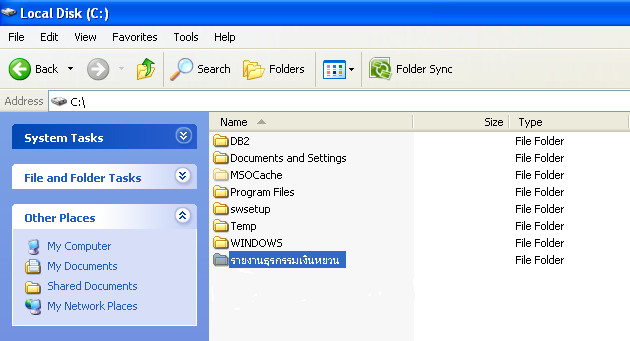 Local Disk (C:)
File Edit View Favorites Tools Help
Back Search Folders Folder Sync
Address C:\
System Tasks
File and Folder Tasks
Other Places
My Computer
My Documents
Shared Documents
My Network Places
Name Size Type
DB2 File Folder
Documents and Settings File Folder
MSOCache File Folder
Program Files File Folder
swsetup File Folder
Temp File Folder
WINDOWS File Folder
รายงานธุรกรรมเงินหยวน File Folder